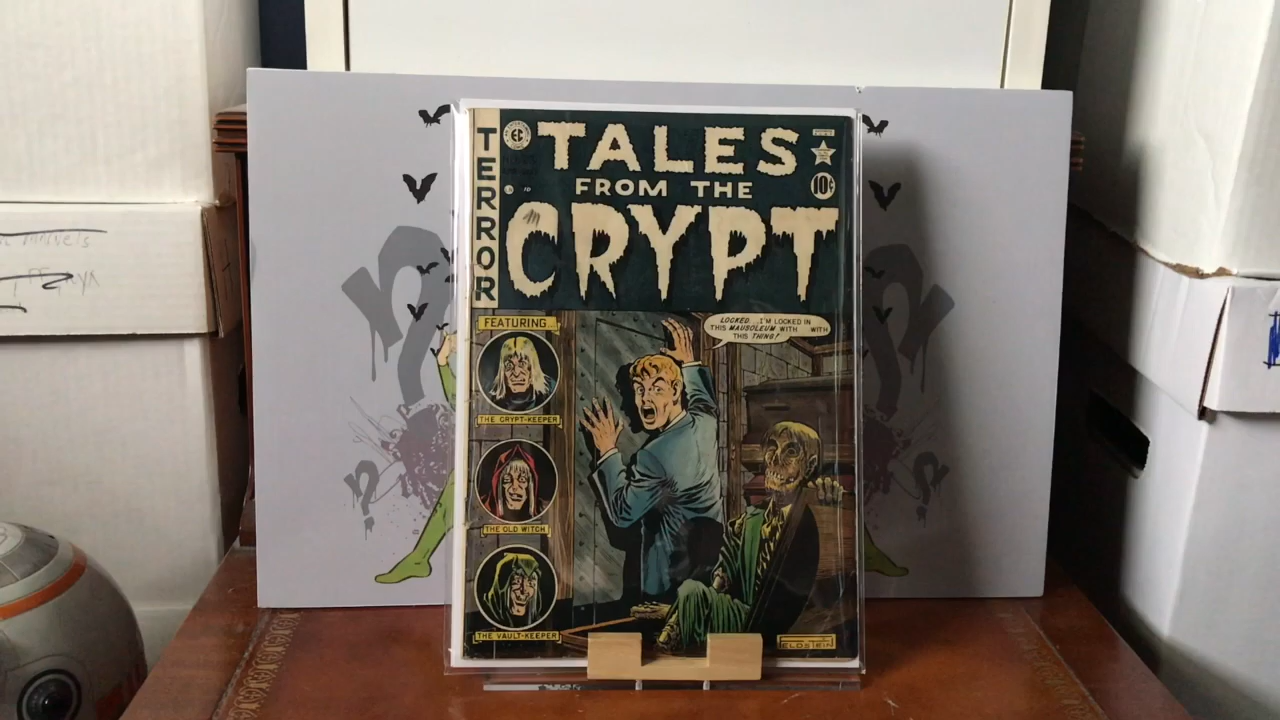 TERROR
EC
TALES
FROM THE
CRYPT
10¢
FEATURING...
THE CRYPT-KEEPER
THE OLD WITCH
THE VAULT-KEEPER
LOCKED...I'M LOCKED IN
THIS MAUSOLEUM WITH...WITH
THIS THING!
FELDSTEIN